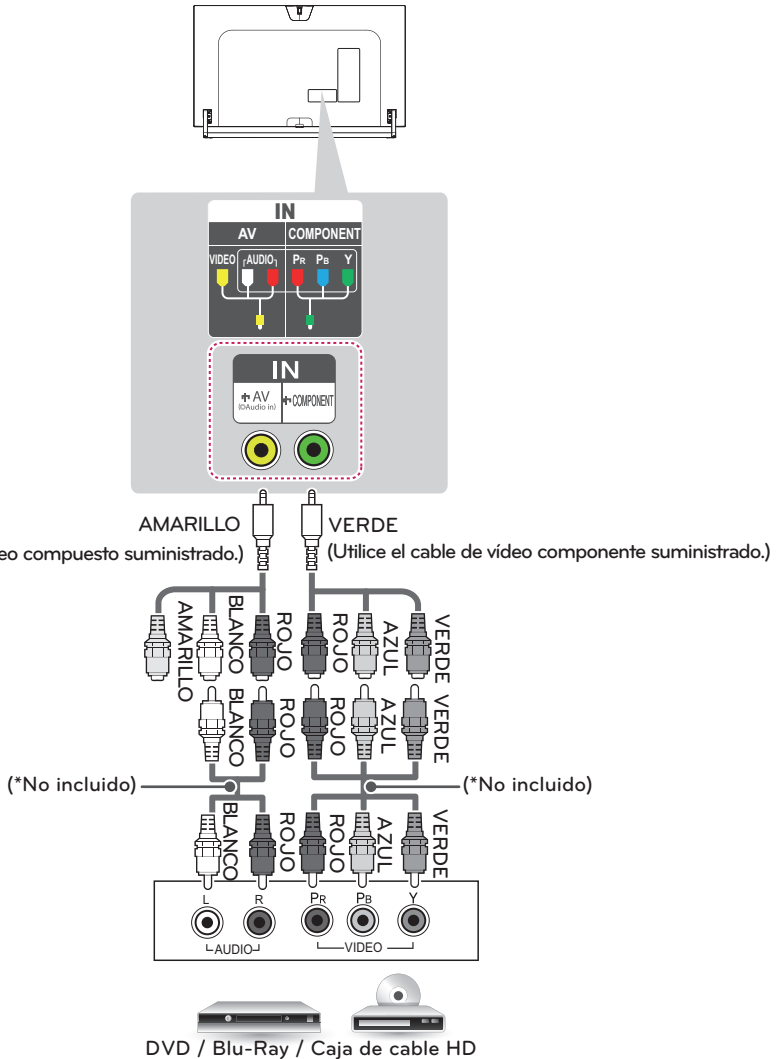 IN
AV COMPONENT
VIDEO ┌AUDIO┐ PR PB Y
IN
AV COMPONENT
(Audio in)
AMARILLO VERDE
eo compuesto suministrado.) (Utilice el cable de vídeo componente suministrado.)
AMARILLO BLANCO ROJO ROJO AZUL VERDE
BLANCO ROJO ROJO AZUL VERDE
(*No incluido) (*No incluido)
BLANCO ROJO ROJO AZUL VERDE
L R PR PB Y
└AUDIO┘ └VIDEO┘
DVD / Blu-Ray / Caja de cable HD